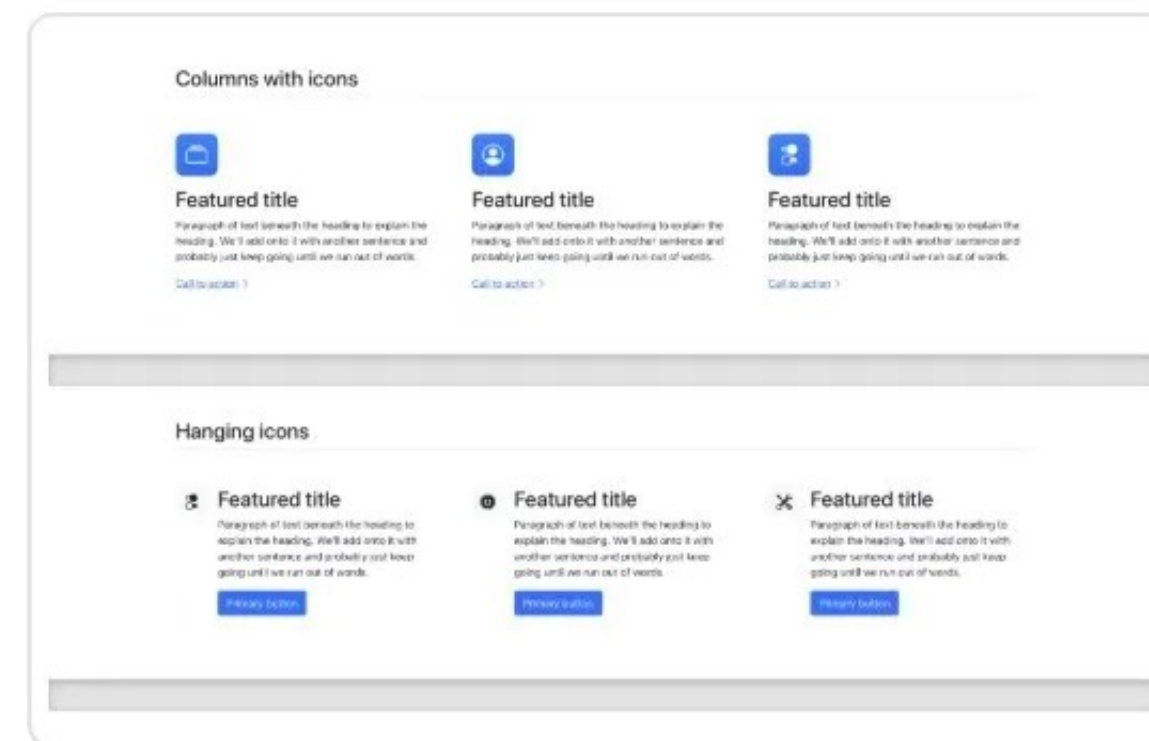 Columns with icons
Featured title
Paragraph of text beneath the heading to explain the
heading. We'll add onto it with another sentence and
probably just keep going until we run out of words.
Call to action
Featured title
Paragraph of text beneath the heading to explain the
heading. We'll add onto it with another sentence and
probably just keep going until we run out of words.
Call to action
Featured title
Paragraph of text beneath the heading to explain the
heading. We'll add onto it with another sentence and
probably just keep going until we run out of words.
Call to action
Hanging icons
Featured title
Paragraph of text beneath the heading to
explain the heading. We'll add onto it with
another sentence and probably just keep
going until we run out of words.
Primary button
Featured title
Paragraph of text beneath the heading to
explain the heading. We'll add onto it with
another sentence and probably just keep
going until we run out of words.
Primary button
Featured title
Paragraph of text beneath the heading to
explain the heading. We'll add onto it with
another sentence and probably just keep
going until we run out of words.
Primary button